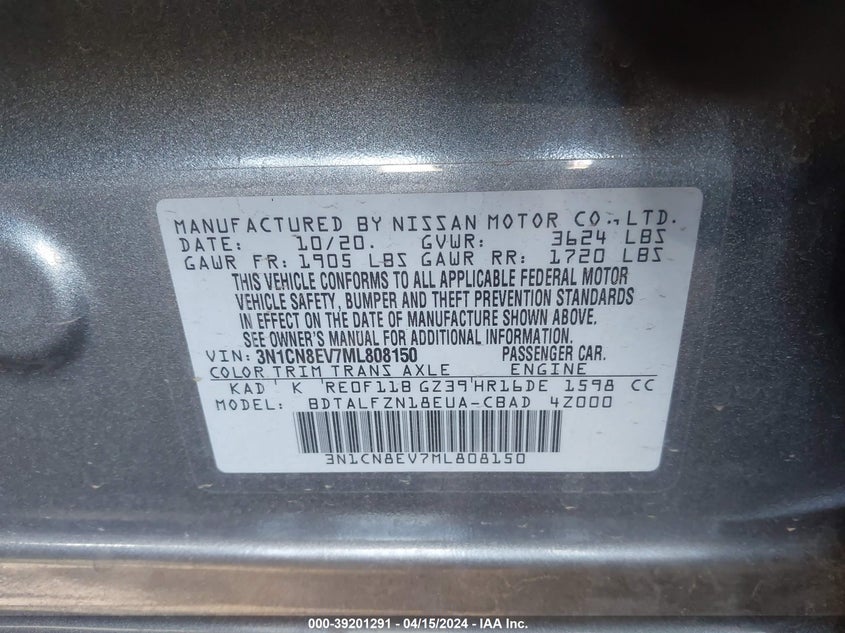 MANUFACTURED BY NISSAN MOTOR CO., LTD.
DATE: 10/20. GVWR: 3624 LBS
GAWR FR: 1905 LBS GAWR RR: 1720 LBS
THIS VEHICLE CONFORMS TO ALL APPLICABLE FEDERAL MOTOR
VEHICLE SAFETY, BUMPER AND THEFT PREVENTION STANDARDS
IN EFFECT ON THE DATE OF MANUFACTURE SHOWN ABOVE.
SEE OWNER'S MANUAL FOR ADDITIONAL INFORMATION.
VIN: 3N1CN8EV7ML808150 PASSENGER CAR.
COLOR TRIM TRANS AXLE ENGINE
KAD K RE0F11B GZ39 HR16DE 1598 CC
MODEL: BDTALFZN18EUA-CBAD 4Z000
3N1CN8EV7ML808150
000-39201291 - 04/15/2024 - IAA Inc.